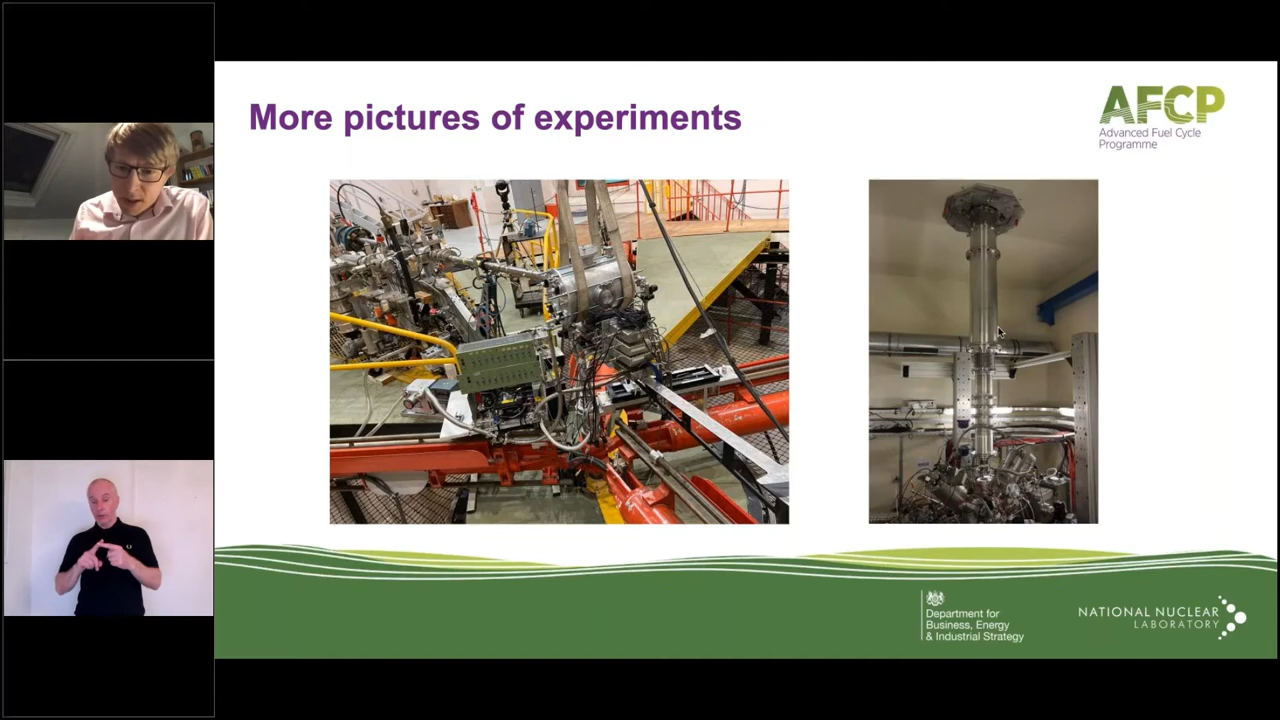 More pictures of experiments
AFCP
Advanced Fuel Cycle
Programme
Department for
Business, Energy
& Industrial Strategy
NATIONAL NUCLEAR
LABORATORY